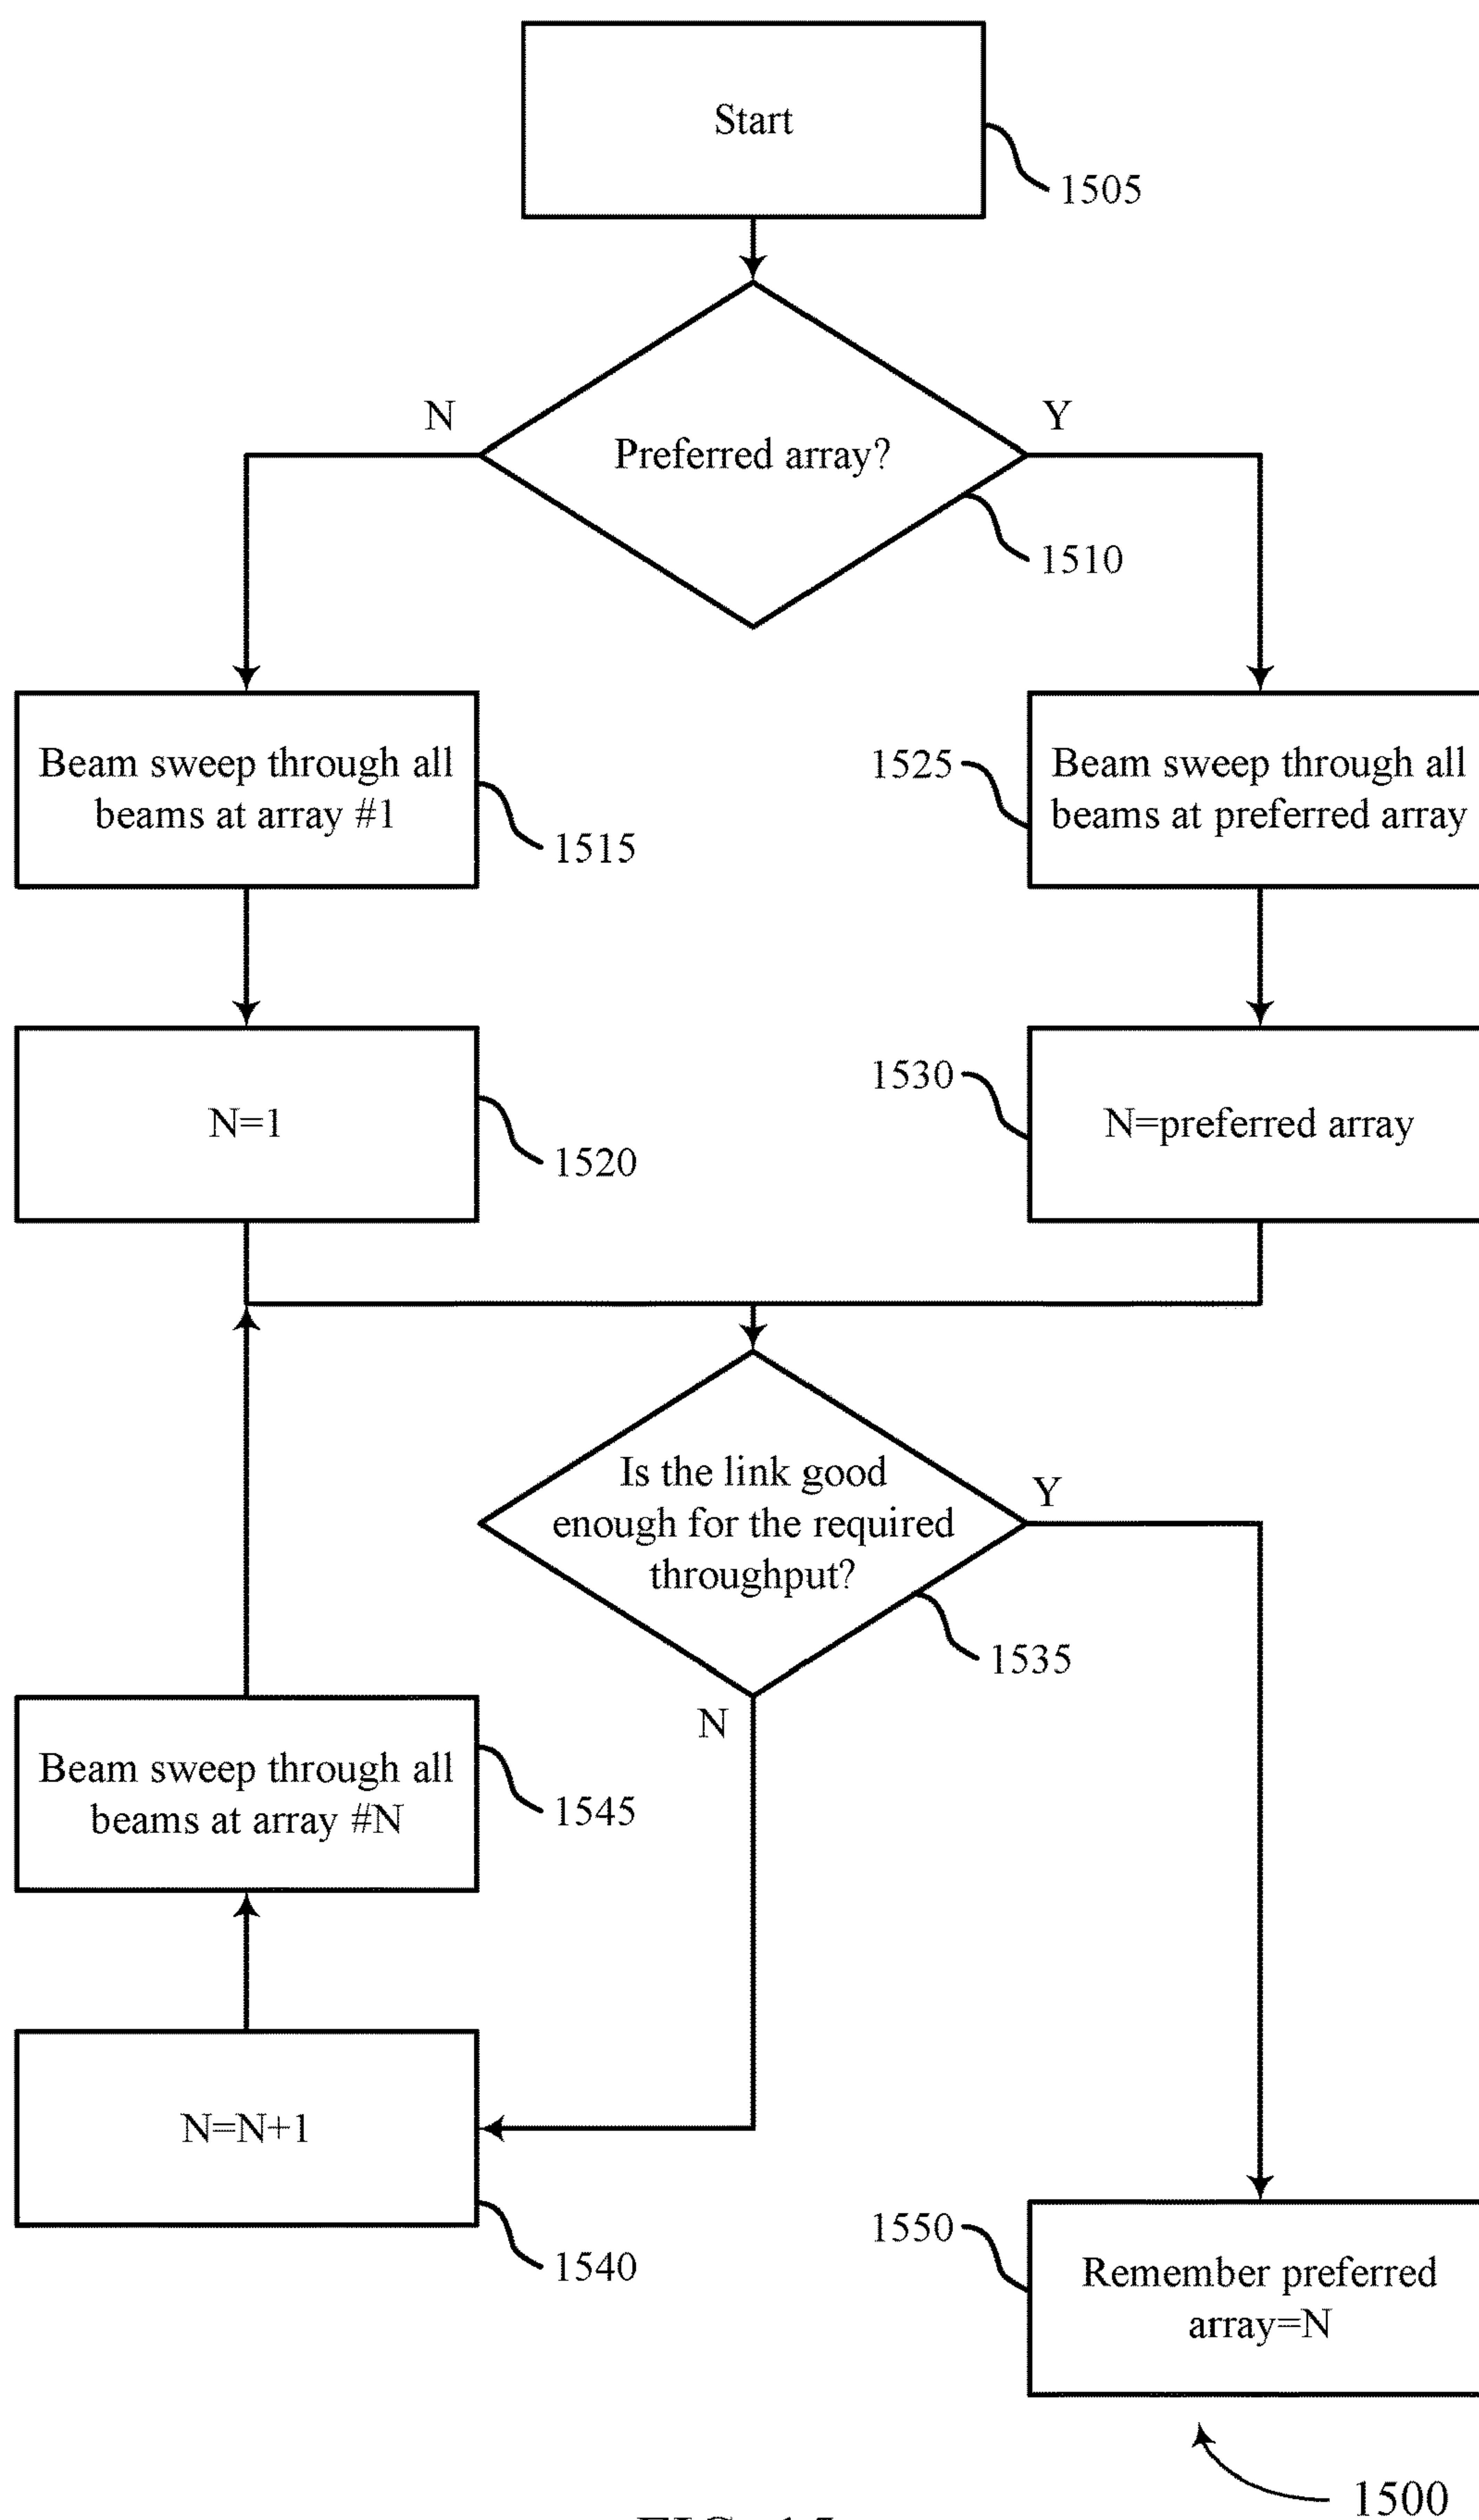 Start
1505
N
Y
Preferred array?
1510
Beam sweep through all
beams at array #1
1515
1525
Beam sweep through all
beams at preferred array
N=1
1520
1530
N=preferred array
Is the link good
enough for the required
throughput?
Y
1535
N
Beam sweep through all
beams at array #N
1545
N=N+1
1540
1550
Remember preferred
array=N
1500